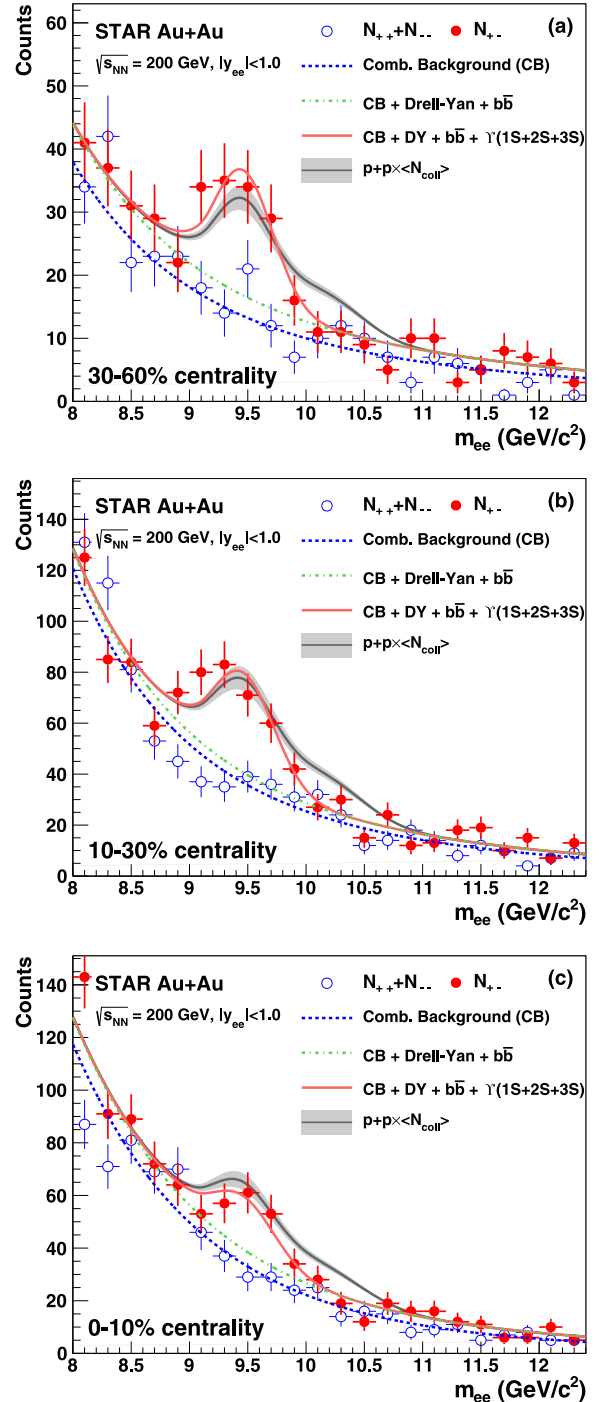 Counts
60
50
40
30
20
10
0
STAR Au+Au
√s_NN = 200 GeV, |y_ee|<1.0
(a)
N_+ + + N_- -
N_+ -
Comb. Background (CB)
CB + Drell-Yan + bb̄
CB + DY + bb̄ + ϒ(1S+2S+3S)
p+p×<N_coll>
30-60% centrality
8 8.5 9 9.5 10 10.5 11 11.5 12
m_ee (GeV/c²)
Counts
140
120
100
80
60
40
20
0
STAR Au+Au
√s_NN = 200 GeV, |y_ee|<1.0
(b)
N_+ + + N_- -
N_+ -
Comb. Background (CB)
CB + Drell-Yan + bb̄
CB + DY + bb̄ + ϒ(1S+2S+3S)
p+p×<N_coll>
10-30% centrality
8 8.5 9 9.5 10 10.5 11 11.5 12
m_ee (GeV/c²)
Counts
140
120
100
80
60
40
20
0
STAR Au+Au
√s_NN = 200 GeV, |y_ee|<1.0
(c)
N_+ + + N_- -
N_+ -
Comb. Background (CB)
CB + Drell-Yan + bb̄
CB + DY + bb̄ + ϒ(1S+2S+3S)
p+p×<N_coll>
0-10% centrality
8 8.5 9 9.5 10 10.5 11 11.5 12
m_ee (GeV/c²)